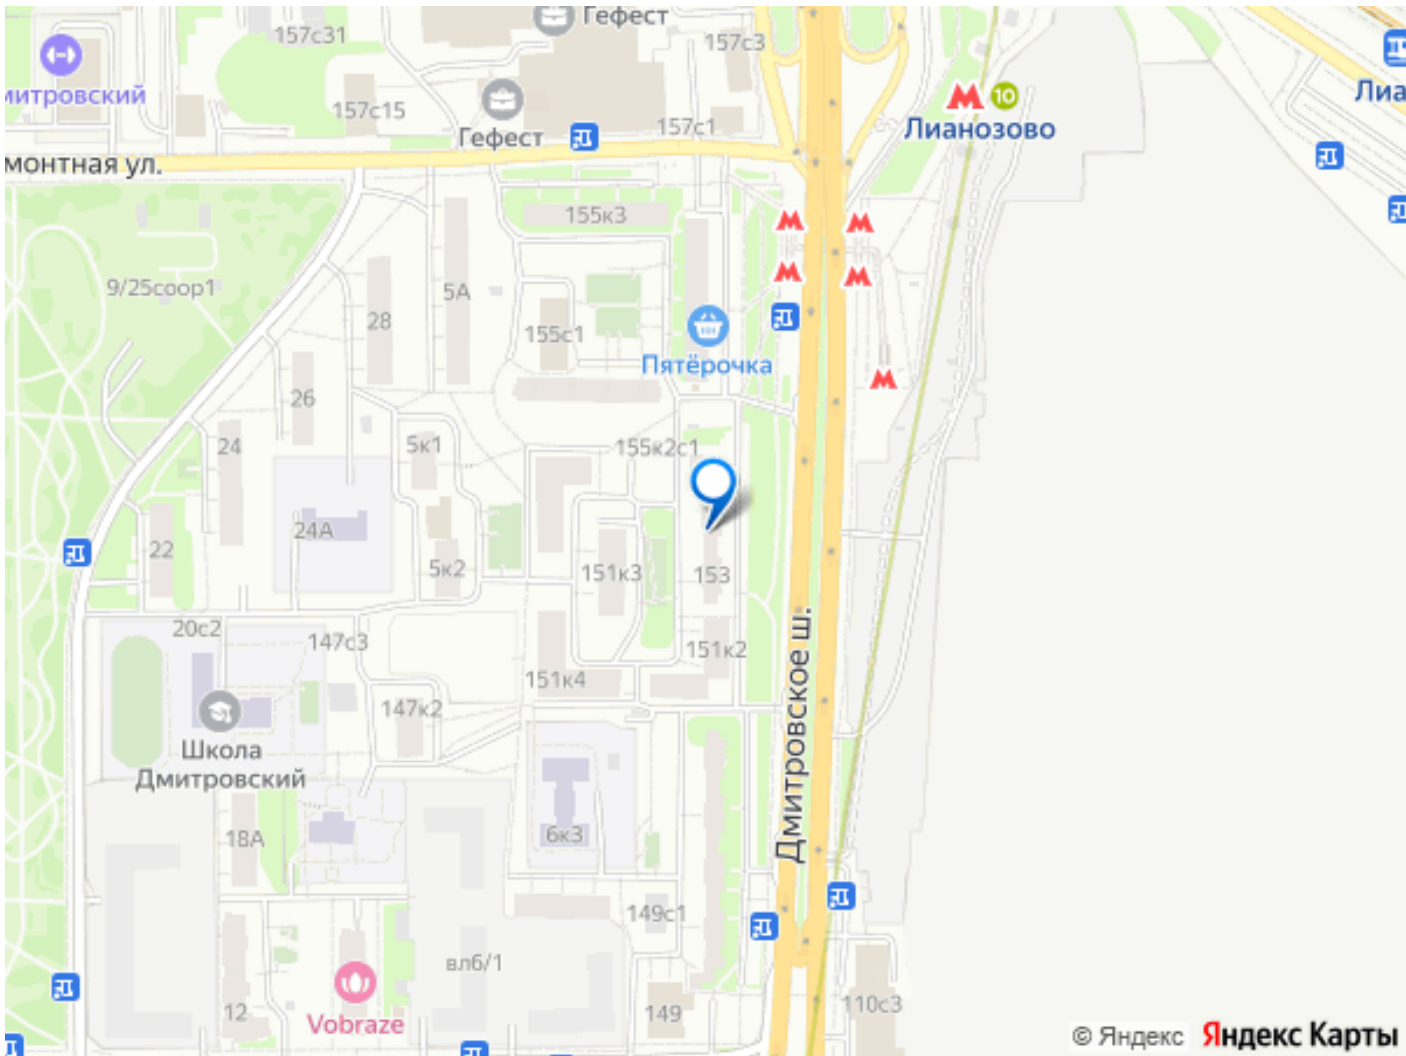 157с31
Гефест
157с3
митровский
157с15
Гефест
157с1
10
Лианозово
Лиа
монтная ул.
155к3
9/25соор1
5А
28
155с1
Пятёрочка
26
24
5к1
155к2с1
24А
22
5к2
151к3
153
20с2
147с3
151к2
151к4
147к2
Школа
Дмитровский
Дмитровское ш.
18А
6к3
149с1
вл6/1
12
Vobraze
149
110с3
© Яндекс Яндекс Карты